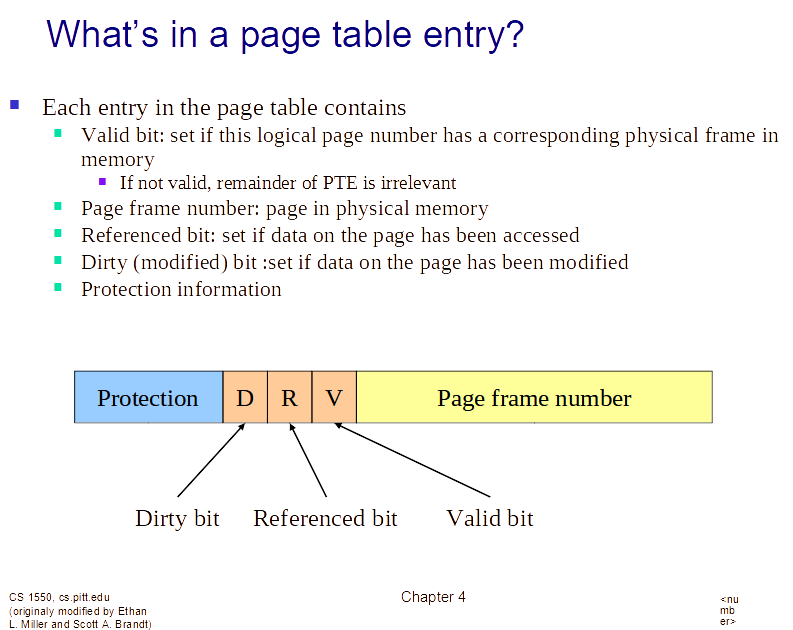 What's in a page table entry?
Each entry in the page table contains
Valid bit: set if this logical page number has a corresponding physical frame in
memory
If not valid, remainder of PTE is irrelevant
Page frame number: page in physical memory
Referenced bit: set if data on the page has been accessed
Dirty (modified) bit :set if data on the page has been modified
Protection information
Protection D R V Page frame number
Dirty bit Referenced bit Valid bit
CS 1550, cs.pitt.edu
(originaly modified by Ethan
L. Miller and Scott A. Brandt)
Chapter 4
<nu
mb
er>